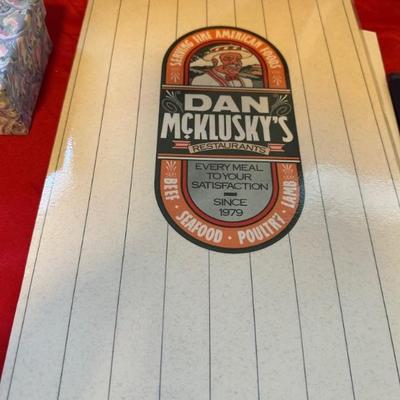 SERVING FINE AMERICAN FOODS
DAN
McKLUSKY'S
RESTAURANTS
EVERY MEAL
TO YOUR
SATISFACTION
SINCE
1979
BEEF · SEAFOOD · POULTRY · LAMB